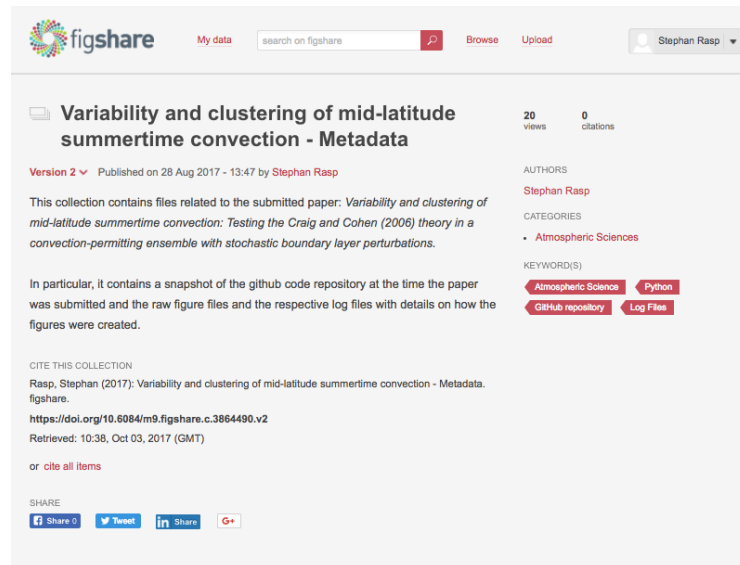 figshare
My data
search on figshare
Browse
Upload
Stephan Rasp
Variability and clustering of mid-latitude
summertime convection - Metadata
Version 2 Published on 28 Aug 2017 - 13:47 by Stephan Rasp
This collection contains files related to the submitted paper: Variability and clustering of
mid-latitude summertime convection: Testing the Craig and Cohen (2006) theory in a
convection-permitting ensemble with stochastic boundary layer perturbations.
In particular, it contains a snapshot of the github code repository at the time the paper
was submitted and the raw figure files and the respective log files with details on how the
figures were created.
CITE THIS COLLECTION
Rasp, Stephan (2017): Variability and clustering of mid-latitude summertime convection - Metadata.
figshare.
https://doi.org/10.6084/m9.figshare.c.3864490.v2
Retrieved: 10:38, Oct 03, 2017 (GMT)
or cite all items
SHARE
Share 0
Tweet
in Share
G+
20 0
views citations
AUTHORS
Stephan Rasp
CATEGORIES
• Atmospheric Sciences
KEYWORD(S)
Atmospheric Science Python
GitHub repository Log Files